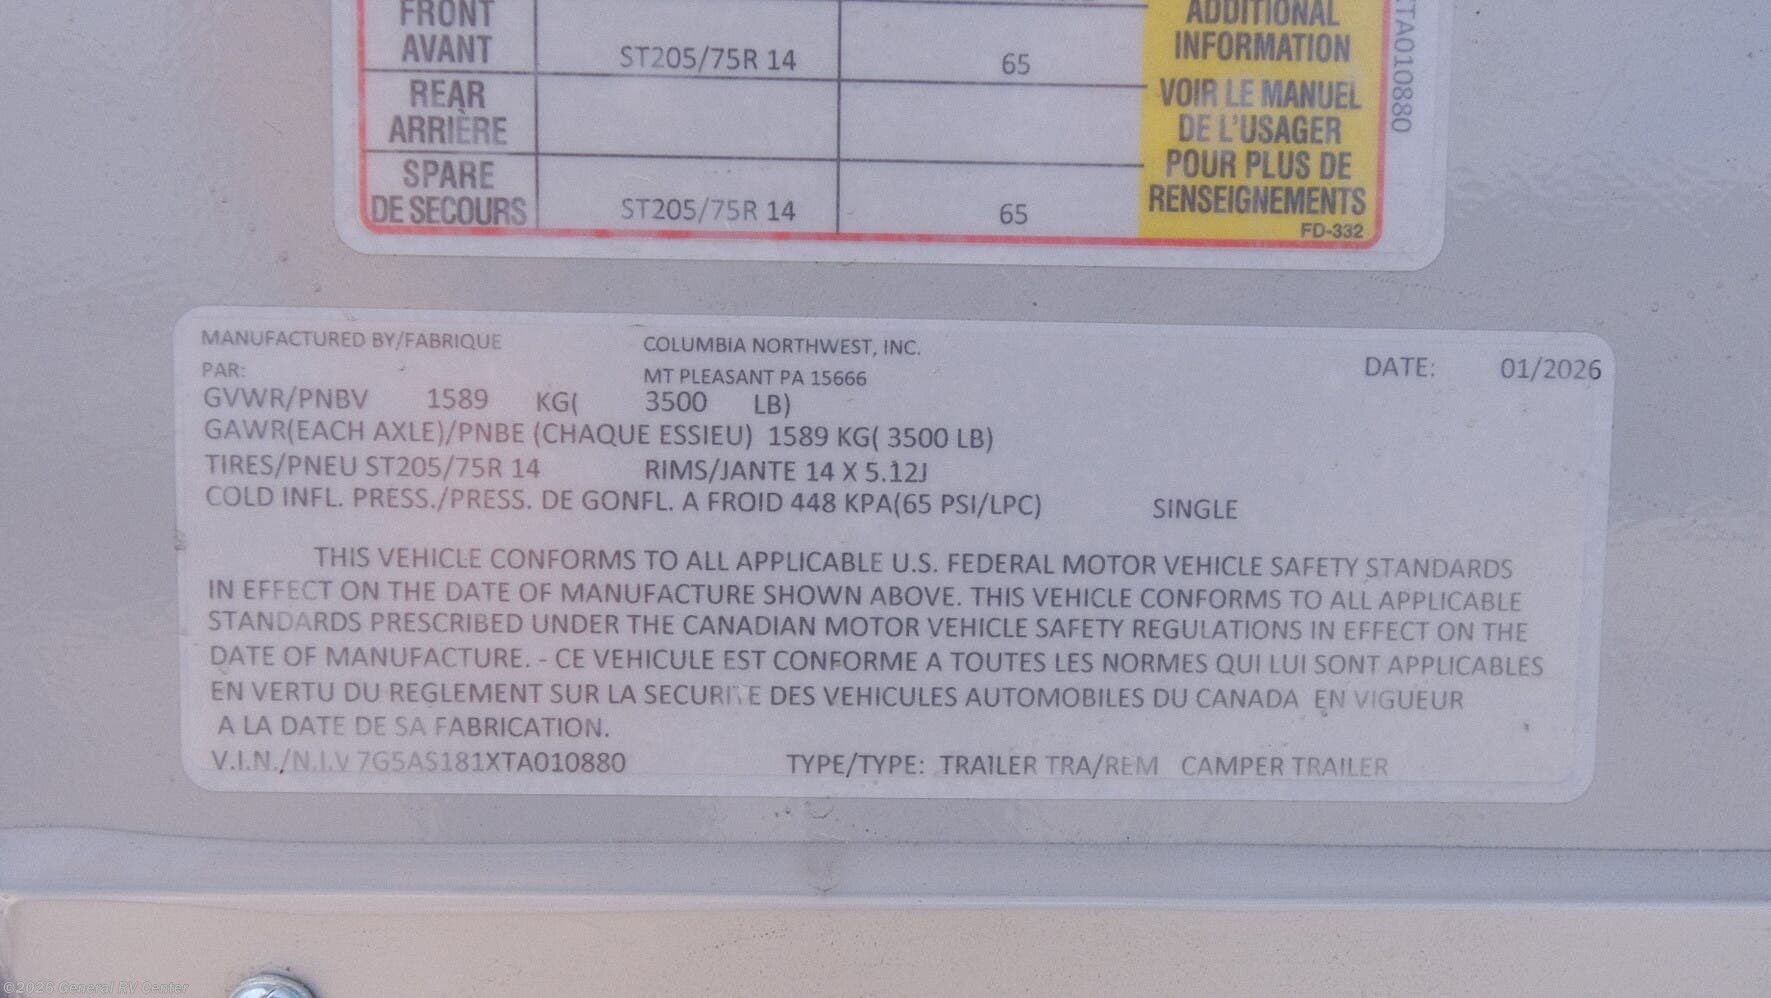 FRONT
AVANT ST205/75R 14 65
REAR
ARRIÈRE
SPARE
DE SECOURS ST205/75R 14 65
ADDITIONAL
INFORMATION
VOIR LE MANUEL
DE L'USAGER
POUR PLUS DE
RENSEIGNEMENTS
FD-332
TA010880
MANUFACTURED BY/FABRIQUE COLUMBIA NORTHWEST, INC.
PAR: MT PLEASANT PA 15666
DATE: 01/2026
GVWR/PNBV 1589 KG( 3500 LB)
GAWR(EACH AXLE)/PNBE (CHAQUE ESSIEU) 1589 KG( 3500 LB)
TIRES/PNEU ST205/75R 14 RIMS/JANTE 14 X 5.12J
COLD INFL. PRESS./PRESS. DE GONFL. A FROID 448 KPA(65 PSI/LPC) SINGLE
THIS VEHICLE CONFORMS TO ALL APPLICABLE U.S. FEDERAL MOTOR VEHICLE SAFETY STANDARDS
IN EFFECT ON THE DATE OF MANUFACTURE SHOWN ABOVE. THIS VEHICLE CONFORMS TO ALL APPLICABLE
STANDARDS PRESCRIBED UNDER THE CANADIAN MOTOR VEHICLE SAFETY REGULATIONS IN EFFECT ON THE
DATE OF MANUFACTURE. - CE VEHICULE EST CONFORME A TOUTES LES NORMES QUI LUI SONT APPLICABLES
EN VERTU DU REGLEMENT SUR LA SECURITE DES VEHICULES AUTOMOBILES DU CANADA EN VIGUEUR
A LA DATE DE SA FABRICATION.
V.I.N./N.I.V 7G5AS181XTA010880 TYPE/TYPE: TRAILER TRA/REM CAMPER TRAILER
©2025 General RV Center